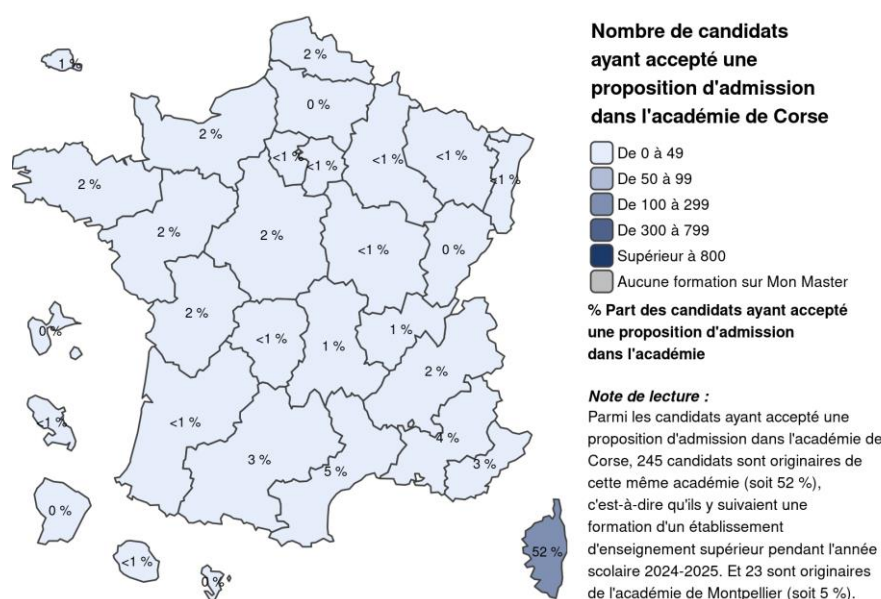 Nombre de candidats
ayant accepté une
proposition d'admission
dans l'académie de Corse
De 0 à 49
De 50 à 99
De 100 à 299
De 300 à 799
Supérieur à 800
Aucune formation sur Mon Master
% Part des candidats ayant accepté
une proposition d'admission
dans l'académie
Note de lecture :
Parmi les candidats ayant accepté une
proposition d'admission dans l'académie de
Corse, 245 candidats sont originaires de
cette même académie (soit 52 %),
c'est-à-dire qu'ils y suivaient une
formation d'un établissement
d'enseignement supérieur pendant l'année
scolaire 2024-2025. Et 23 sont originaires
de l'académie de Montpellier (soit 5 %).
2 %
1 %
0 %
2 %
<1 %
<1 %
<1 %
<1 %
<1 %
2 %
2 %
2 %
<1 %
0 %
2 %
0 %
<1 %
1 %
1 %
2 %
<1 %
<1 %
4 %
3 %
3 %
5 %
0 %
<1 %
0 %
52 %